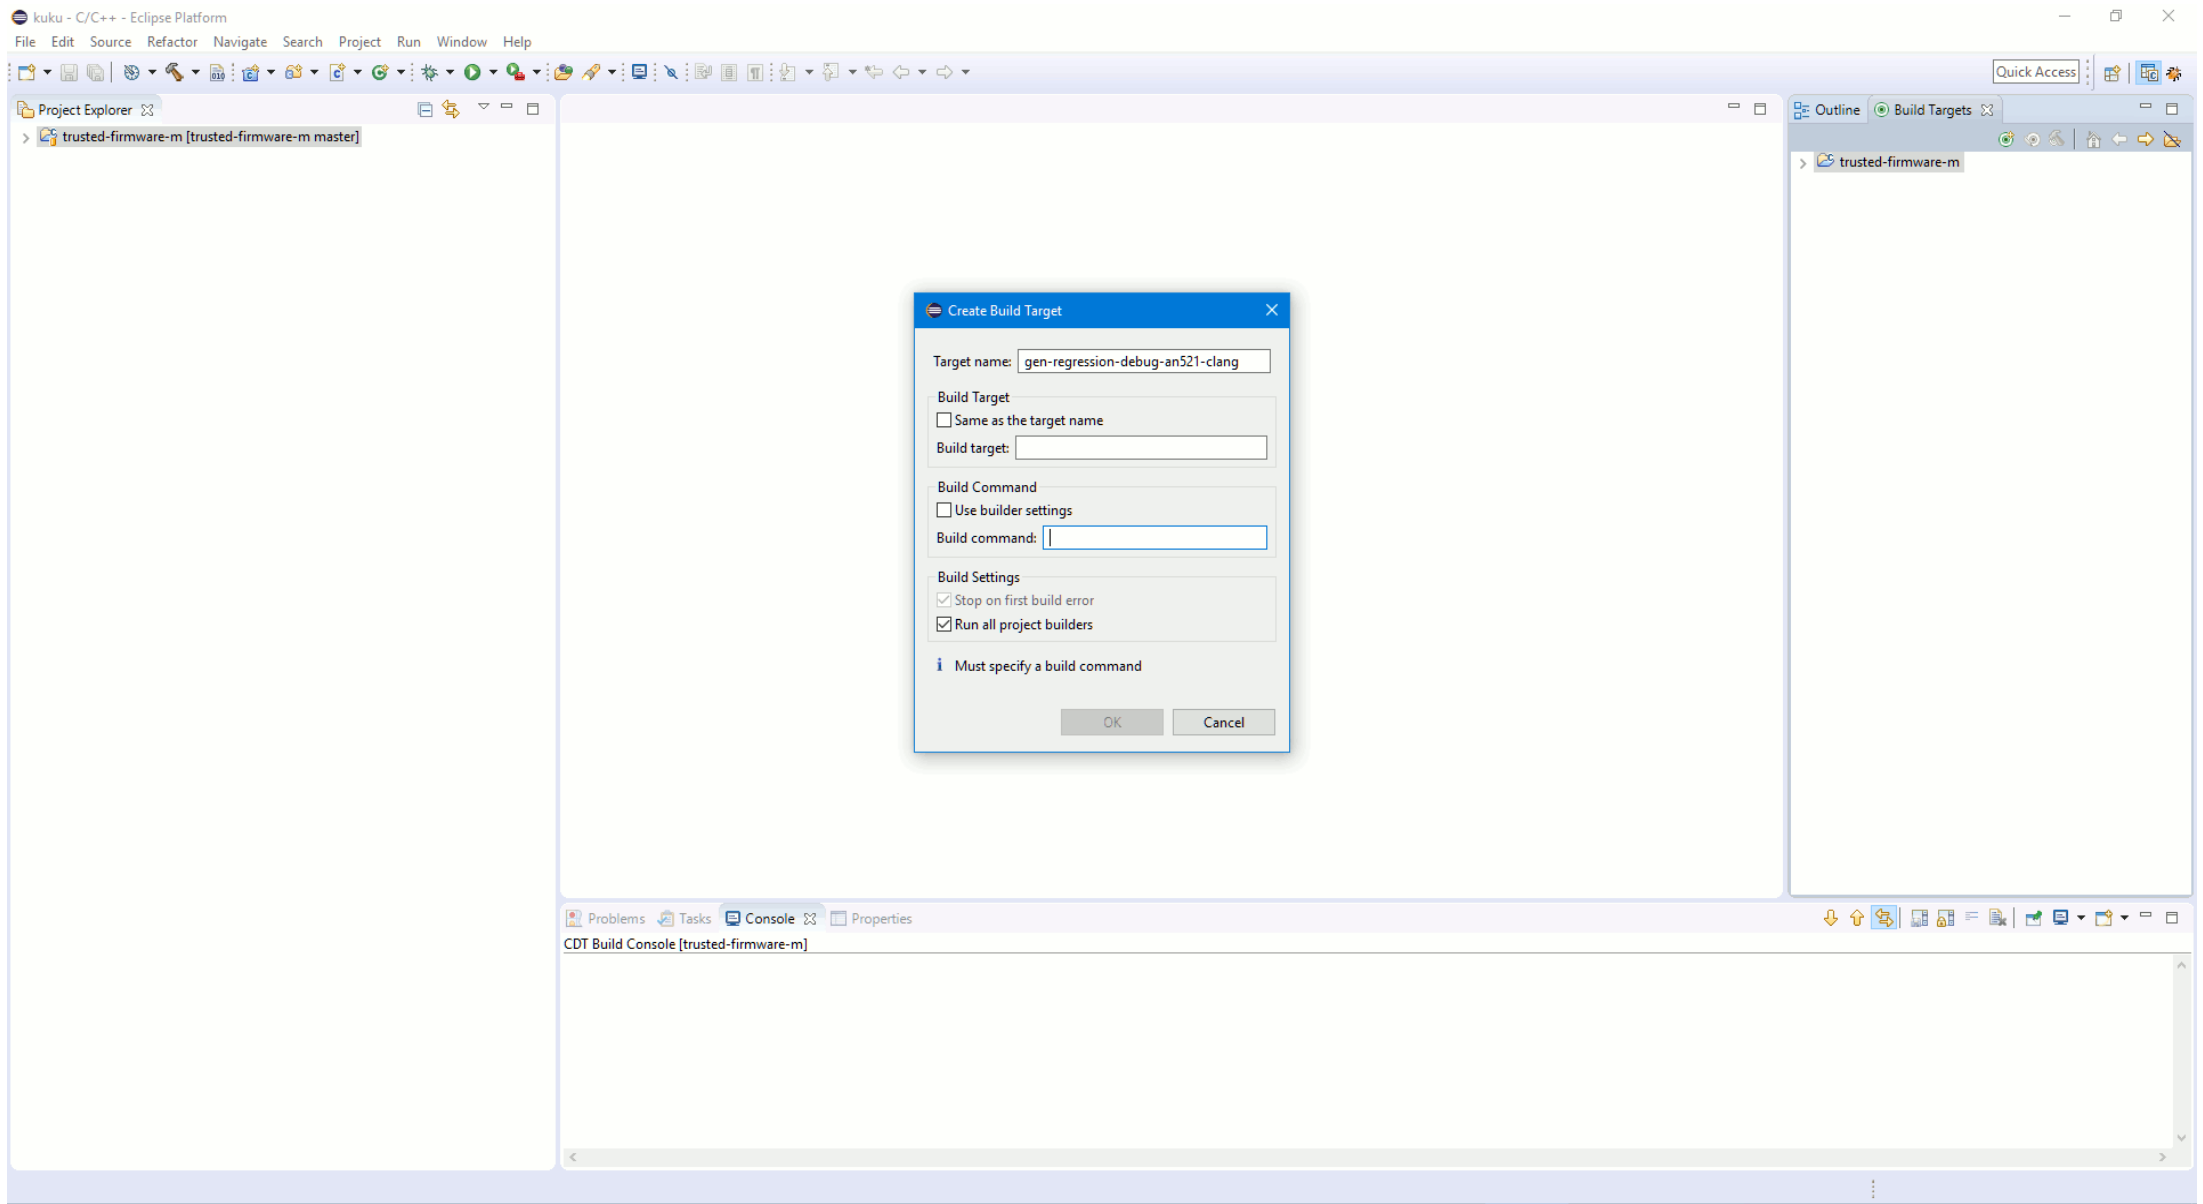 kuku - C/C++ - Eclipse Platform
File Edit Source Refactor Navigate Search Project Run Window Help
Quick Access
Project Explorer
trusted-firmware-m [trusted-firmware-m master]
Outline Build Targets
trusted-firmware-m
Create Build Target
Target name: gen-regression-debug-an521-clang
Build Target
Same as the target name
Build target:
Build Command
Use builder settings
Build command:
Build Settings
Stop on first build error
Run all project builders
Must specify a build command
OK Cancel
Problems Tasks Console Properties
CDT Build Console [trusted-firmware-m]